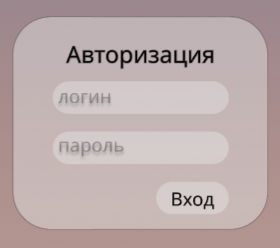 Авторизация
логин
пароль
Вход